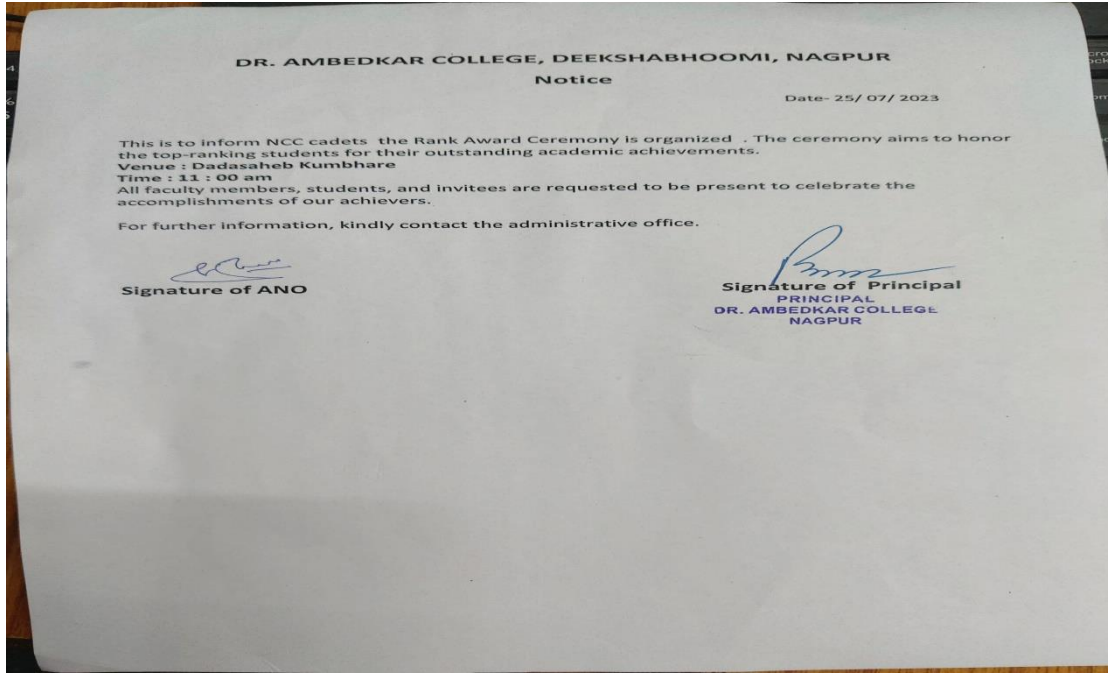 DR. AMBEDKAR COLLEGE, DEEKSHABHOOMI, NAGPUR
Notice
Date- 25/ 07/ 2023
This is to inform NCC cadets the Rank Award Ceremony is organized . The ceremony aims to honor
the top-ranking students for their outstanding academic achievements.
Venue : Dadasaheb Kumbhare
Time : 11 : 00 am
All faculty members, students, and invitees are requested to be present to celebrate the
accomplishments of our achievers.
For further information, kindly contact the administrative office.
Signature of ANO
Signature of Principal
PRINCIPAL
DR. AMBEDKAR COLLEGE
NAGPUR